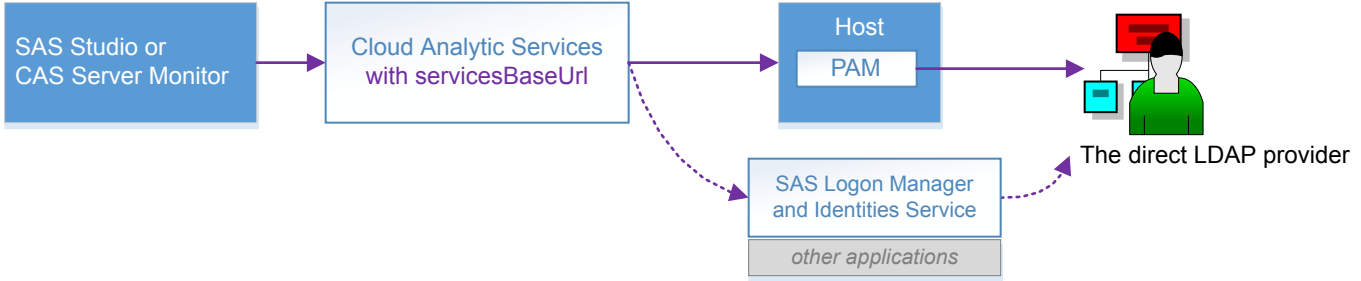 SAS Studio or
CAS Server Monitor
Cloud Analytic Services
with servicesBaseUrl
Host
PAM
The direct LDAP provider
SAS Logon Manager
and Identities Service
other applications